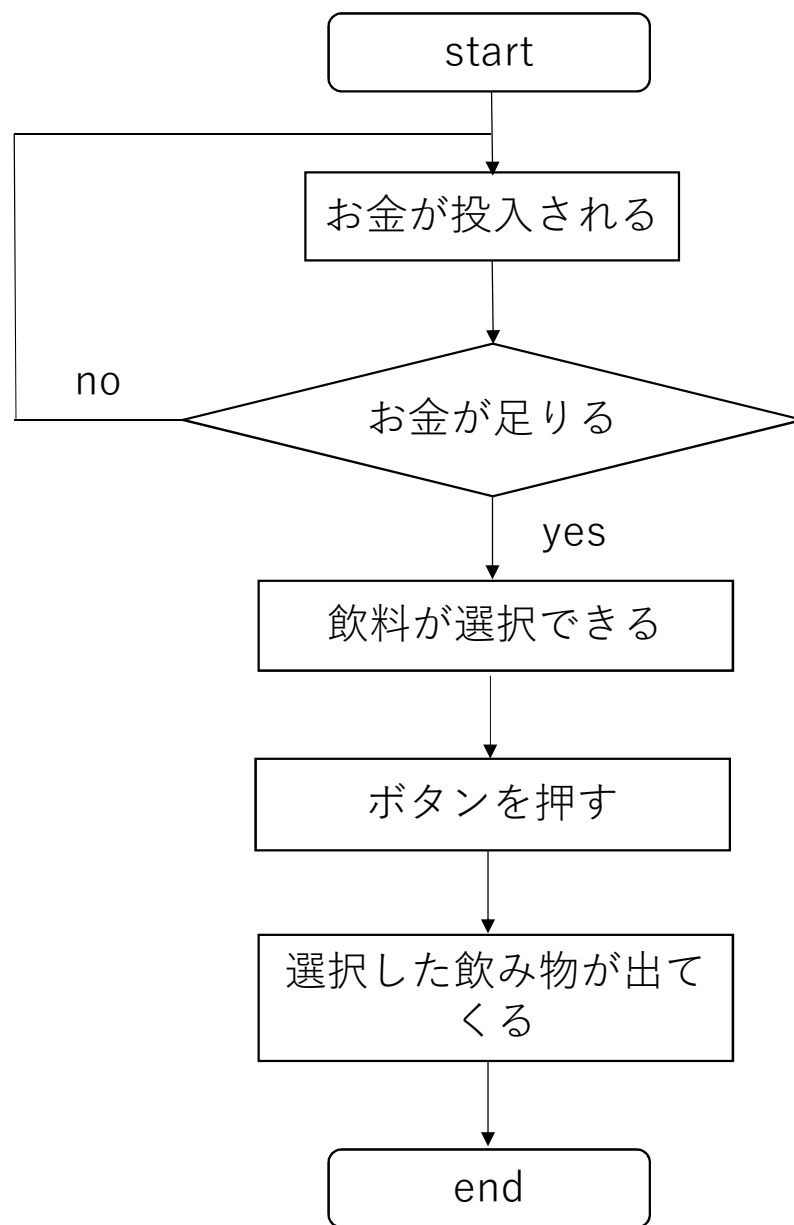 start
お金が投入される
no
お金が足りる
yes
飲料が選択できる
ボタンを押す
選択した飲み物が出て
くる
end